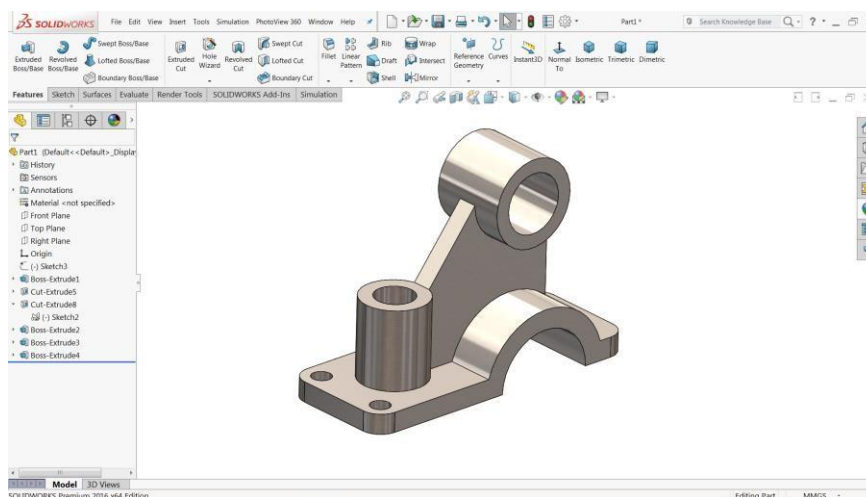 SOLIDWORKS File Edit View Insert Tools Simulation PhotoView 360 Window Help Part1 * Search Knowledge Base
Extruded Boss/Base
Revolved Boss/Base
Swept Boss/Base
Lofted Boss/Base
Boundary Boss/Base
Extruded Cut
Hole Wizard
Revolved Cut
Swept Cut
Lofted Cut
Boundary Cut
Fillet
Linear Pattern
Rib
Draft
Shell
Wrap
Intersect
Mirror
Reference Geometry
Curves
Instant3D
Normal To
Isometric
Trimetric
Dimetric
Features Sketch Surfaces Evaluate Render Tools SOLIDWORKS Add-Ins Simulation
Part1 (Default<<Default>_Displa
History
Sensors
Annotations
Material <not specified>
Front Plane
Top Plane
Right Plane
Origin
(-) Sketch3
Boss-Extrude1
Cut-Extrude5
Cut-Extrude8
(-) Sketch2
Boss-Extrude2
Boss-Extrude3
Boss-Extrude4
Model 3D Views
SOLIDWORKS Premium 2016 x64 Edition Editing Part MMGS